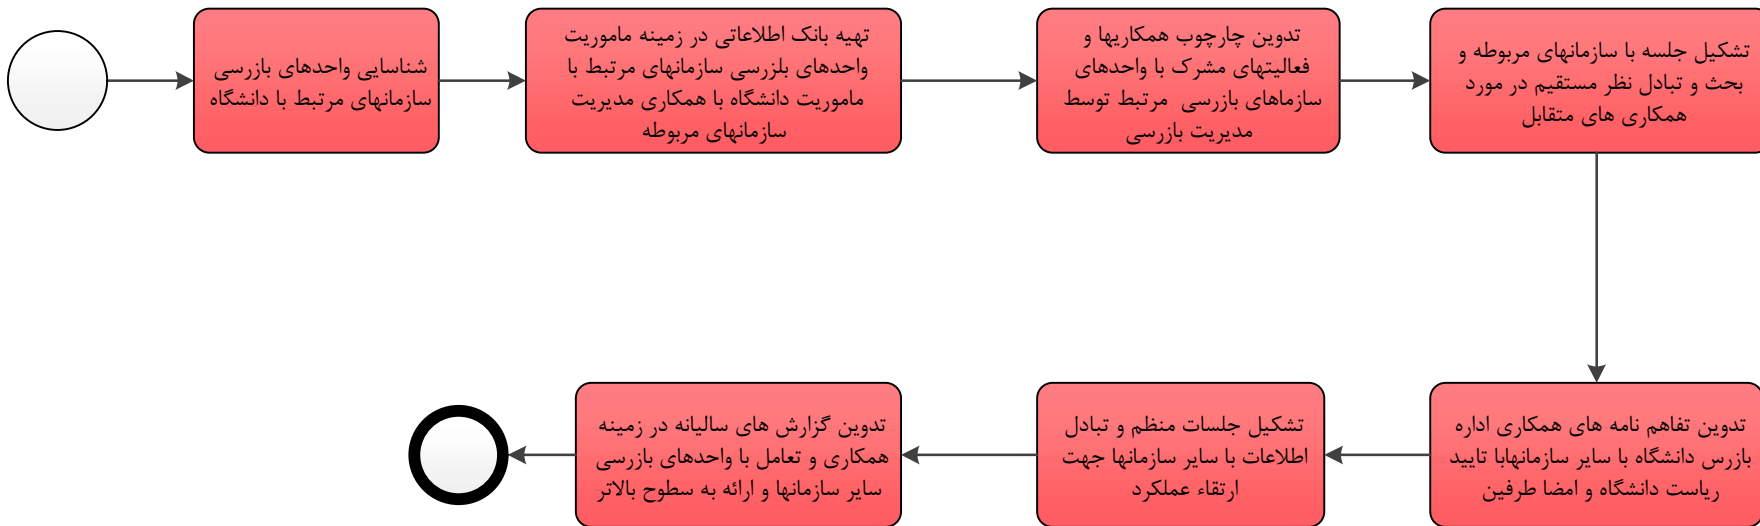 شناسایی واحدهای بازرسی
سازمانهای مرتبط با دانشگاه
تهیه بانک اطلاعاتی در زمینه ماموریت
واحدهای بلزرسی سازمانهای مرتبط با
ماموریت دانشگاه با همکاری مدیریت
سازمانهای مربوطه
تدوین چارچوب همکاریها و
فعالیتهای مشرک با واحدهای
سازماهای بازرسی مرتبط توسط
مدیریت بازرسی
تشکیل جلسه با سازمانهای مربوطه و
بحث و تبادل نظر مستقیم در مورد
همکاری های متقابل
تدوین تفاهم نامه های همکاری اداره
بازرس دانشگاه با سایر سازمانهابا تایید
ریاست دانشگاه و امضا طرفین
تشکیل جلسات منظم و تبادل
اطلاعات با سایر سازمانها جهت
ارتقاء عملکرد
تدوین گزارش های سالیانه در زمینه
همکاری و تعامل با واحدهای بازرسی
سایر سازمانها و ارائه به سطوح بالاتر